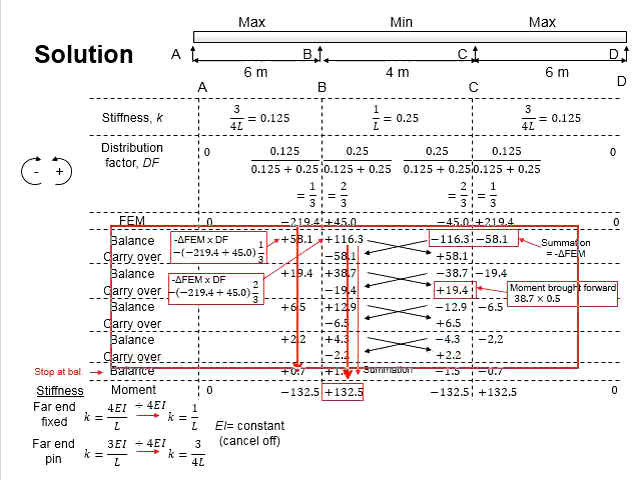 Max Min Max
Solution
A B C D
6 m 4 m 6 m
A B C D
Stiffness, k 3/4L = 0.125 1/L = 0.25 3/4L = 0.125
Distribution
factor, DF
0 0.125/(0.125 + 0.25) 0.25/(0.125 + 0.25) 0.25/(0.125 + 0.25) 0.125/(0.125 + 0.25) 0
= 1/3 = 2/3 = 2/3 = 1/3
- +
FEM 0 −219.4 +45.0 −45.0 +219.4 0
Balance +58.1 +116.3 −116.3 −58.1
Carry over −58.1 +58.1
Balance +19.4 +38.7 −38.7 −19.4
Carry over −19.4 +19.4
Balance +6.5 +12.9 −12.9 −6.5
Carry over −6.5 +6.5
Balance +2.2 +4.3 −4.3 −2.2
Carry over −2.2 +2.2
Stop at bal. Balance +0.7 −1.5 −0.7
-ΔFEM x DF
−(−219.4 + 45.0) 1/3
-ΔFEM x DF
−(−219.4 + 45.0) 2/3
Summation
= -ΔFEM
Moment brought forward
38.7 × 0.5
Summation
Stiffness Moment 0 −132.5 +132.5 −132.5 +132.5 0
Far end
fixed
k = 4EI/L ÷ 4EI k = 1/L
EI= constant
(cancel off)
Far end
pin
k = 3EI/L ÷ 4EI k = 3/4L